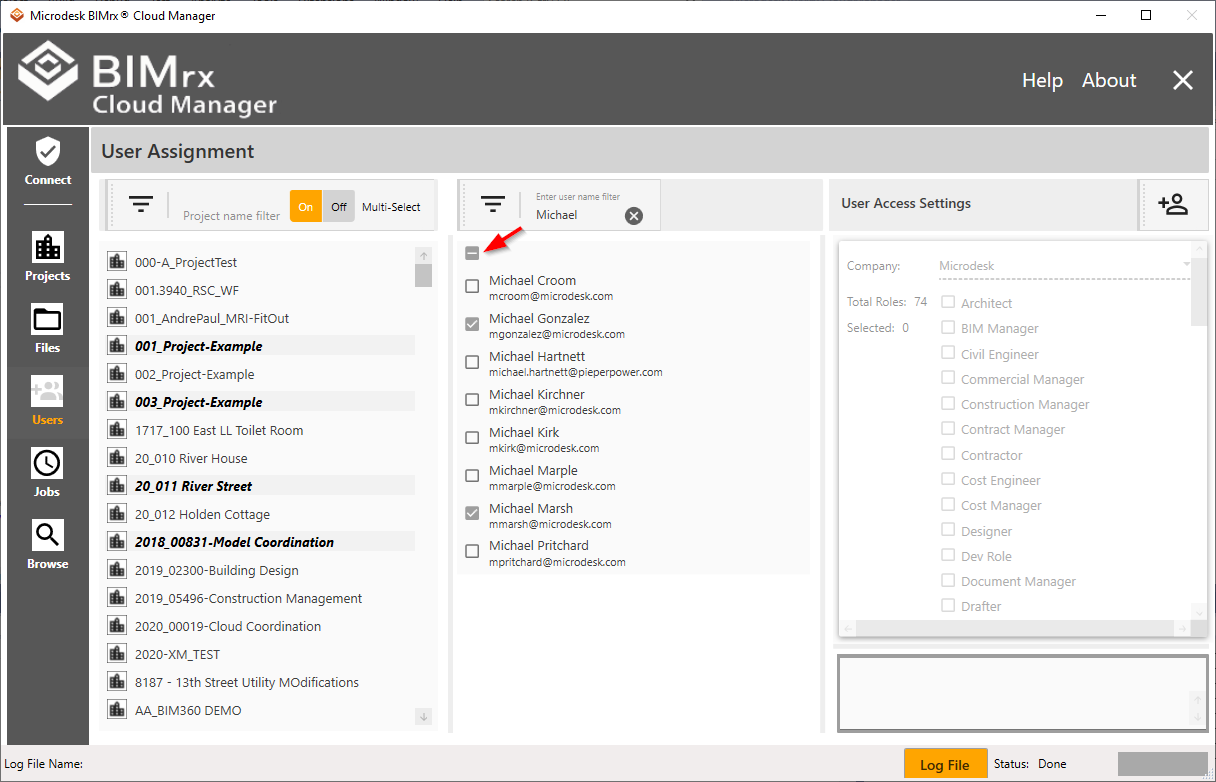 Microdesk BIMrx® Cloud Manager
BIMrx
Cloud Manager
Help About
User Assignment
Connect
Projects
Files
Users
Jobs
Browse
Project name filter
On Off Multi-Select
000-A_ProjectTest
001.3940_RSC_WF
001_AndrePaul_MRI-FitOut
001_Project-Example
002_Project-Example
003_Project-Example
1717_100 East LL Toilet Room
20_010 River House
20_011 River Street
20_012 Holden Cottage
2018_00831-Model Coordination
2019_02300-Building Design
2019_05496-Construction Management
2020_00019-Cloud Coordination
2020-XM_TEST
8187 - 13th Street Utility MOdifications
AA_BIM360 DEMO
Enter user name filter
Michael
Michael Croom
mcroom@microdesk.com
Michael Gonzalez
mgonzalez@microdesk.com
Michael Hartnett
michael.hartnett@pieperpower.com
Michael Kirchner
mkirchner@microdesk.com
Michael Kirk
mkirk@microdesk.com
Michael Marple
mmarple@microdesk.com
Michael Marsh
mmarsh@microdesk.com
Michael Pritchard
mpritchard@microdesk.com
User Access Settings
Company: Microdesk
Total Roles: 74
Selected: 0
Architect
BIM Manager
Civil Engineer
Commercial Manager
Construction Manager
Contract Manager
Contractor
Cost Engineer
Cost Manager
Designer
Dev Role
Document Manager
Drafter
Log File Name:
Log File
Status: Done